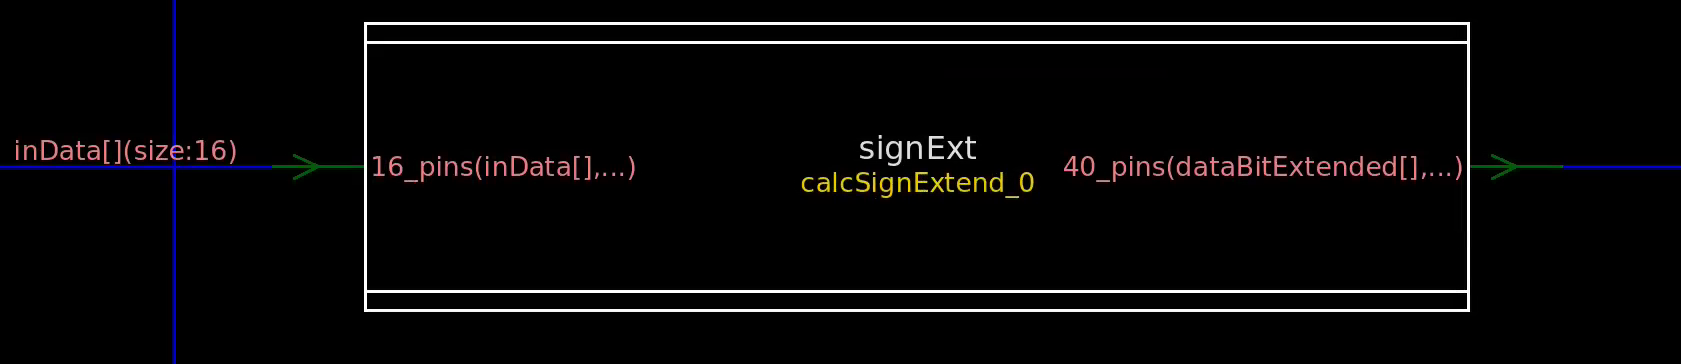 inData[](size:16)
16_pins(inData[],...)
signExt
calcSignExtend_0
40_pins(dataBitExtended[],...)